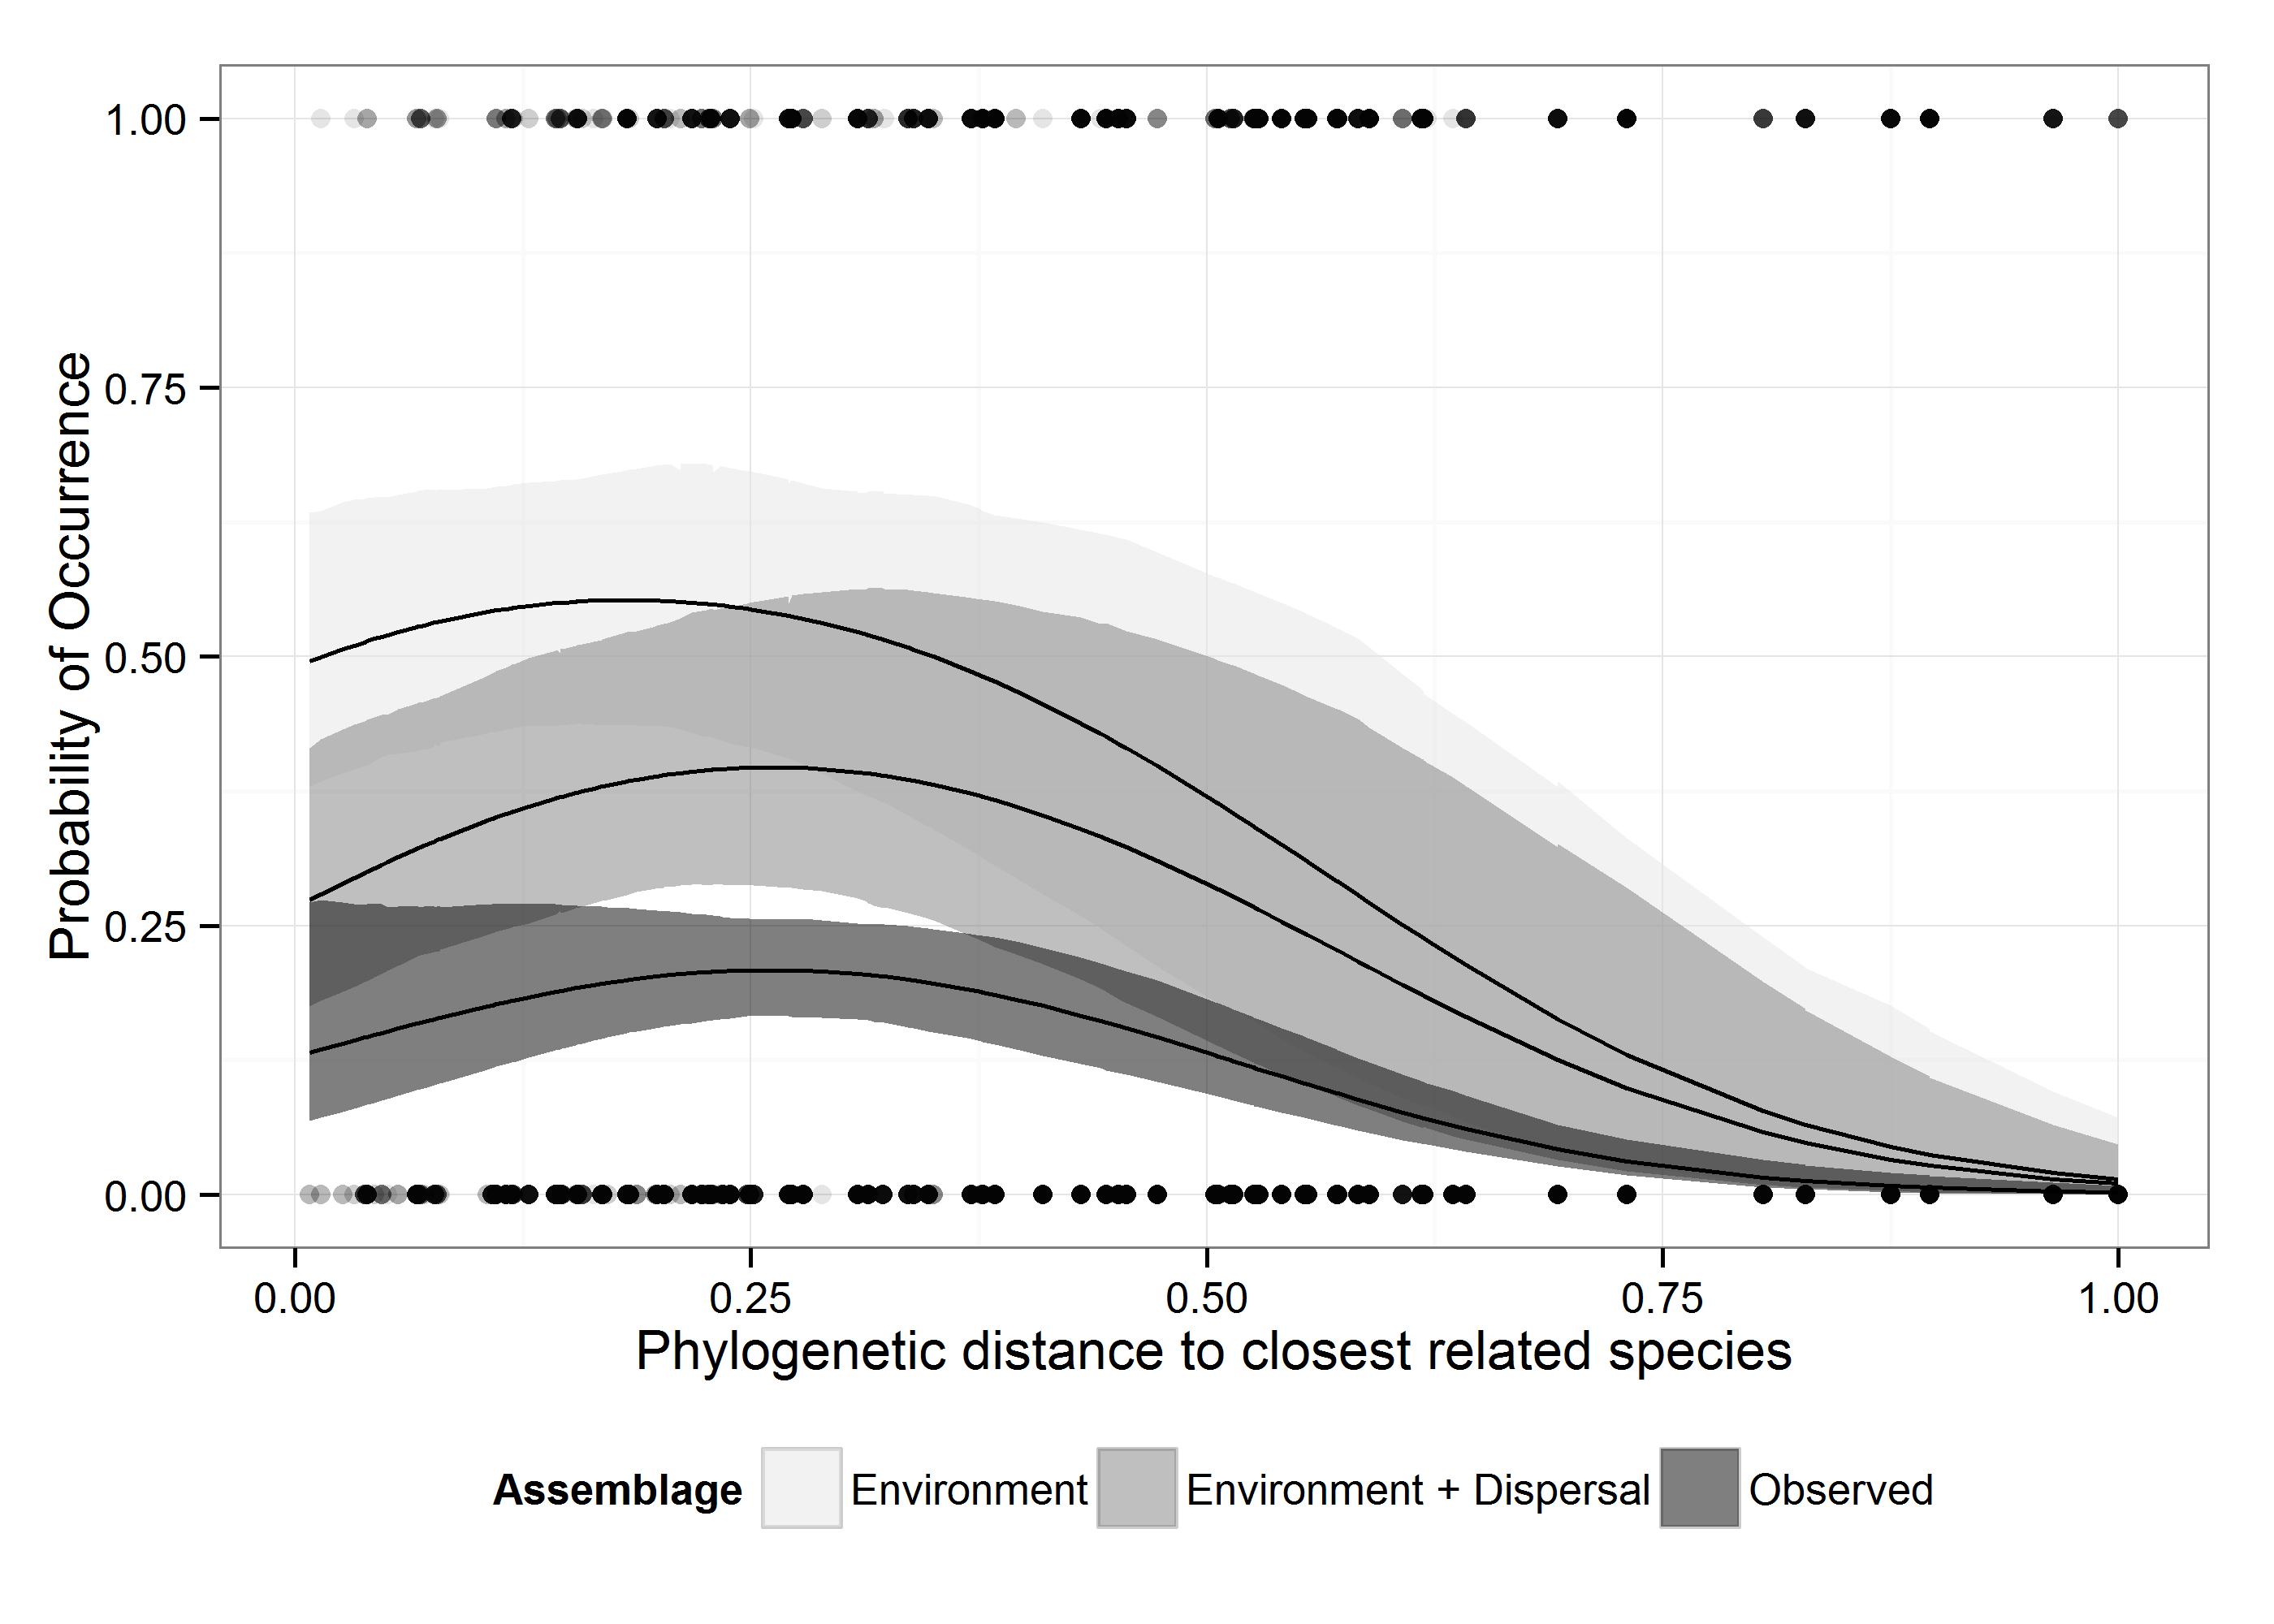 1.00
0.75
0.50
0.25
0.00
Probability of Occurrence
0.00 0.25 0.50 0.75 1.00
Phylogenetic distance to closest related species
Assemblage Environment Environment + Dispersal Observed